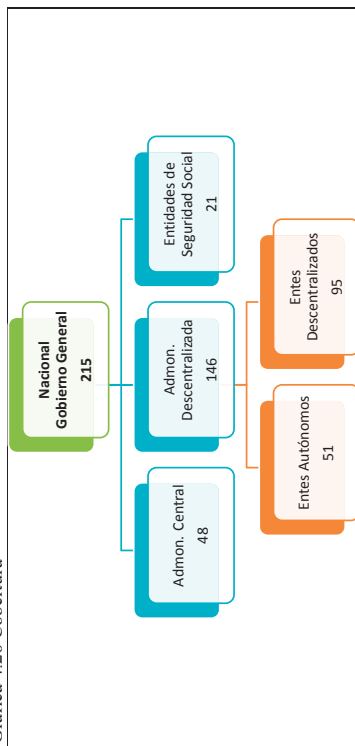 Nacional
Gobierno General
215
Admon. Central
48
Admon.
Descentralizada
146
Entidades de
Seguridad Social
21
Entes Autónomos
51
Entes
Descentralizados
95